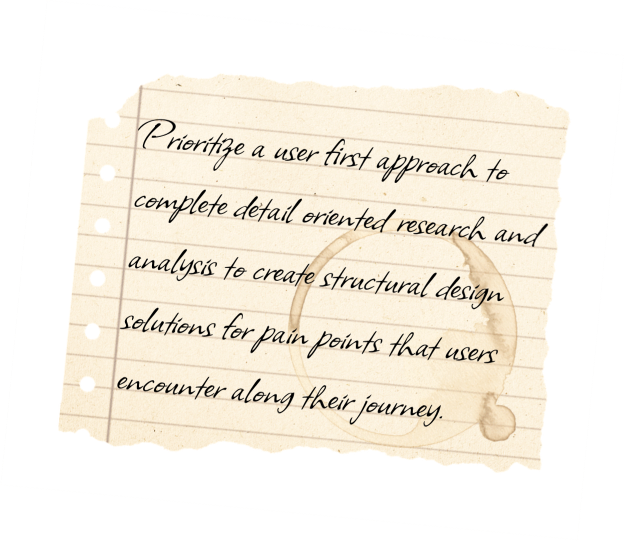 Prioritize a user first approach to
complete detail oriented research and
analysis to create structural design
solutions for pain points that users
encounter along their journey.